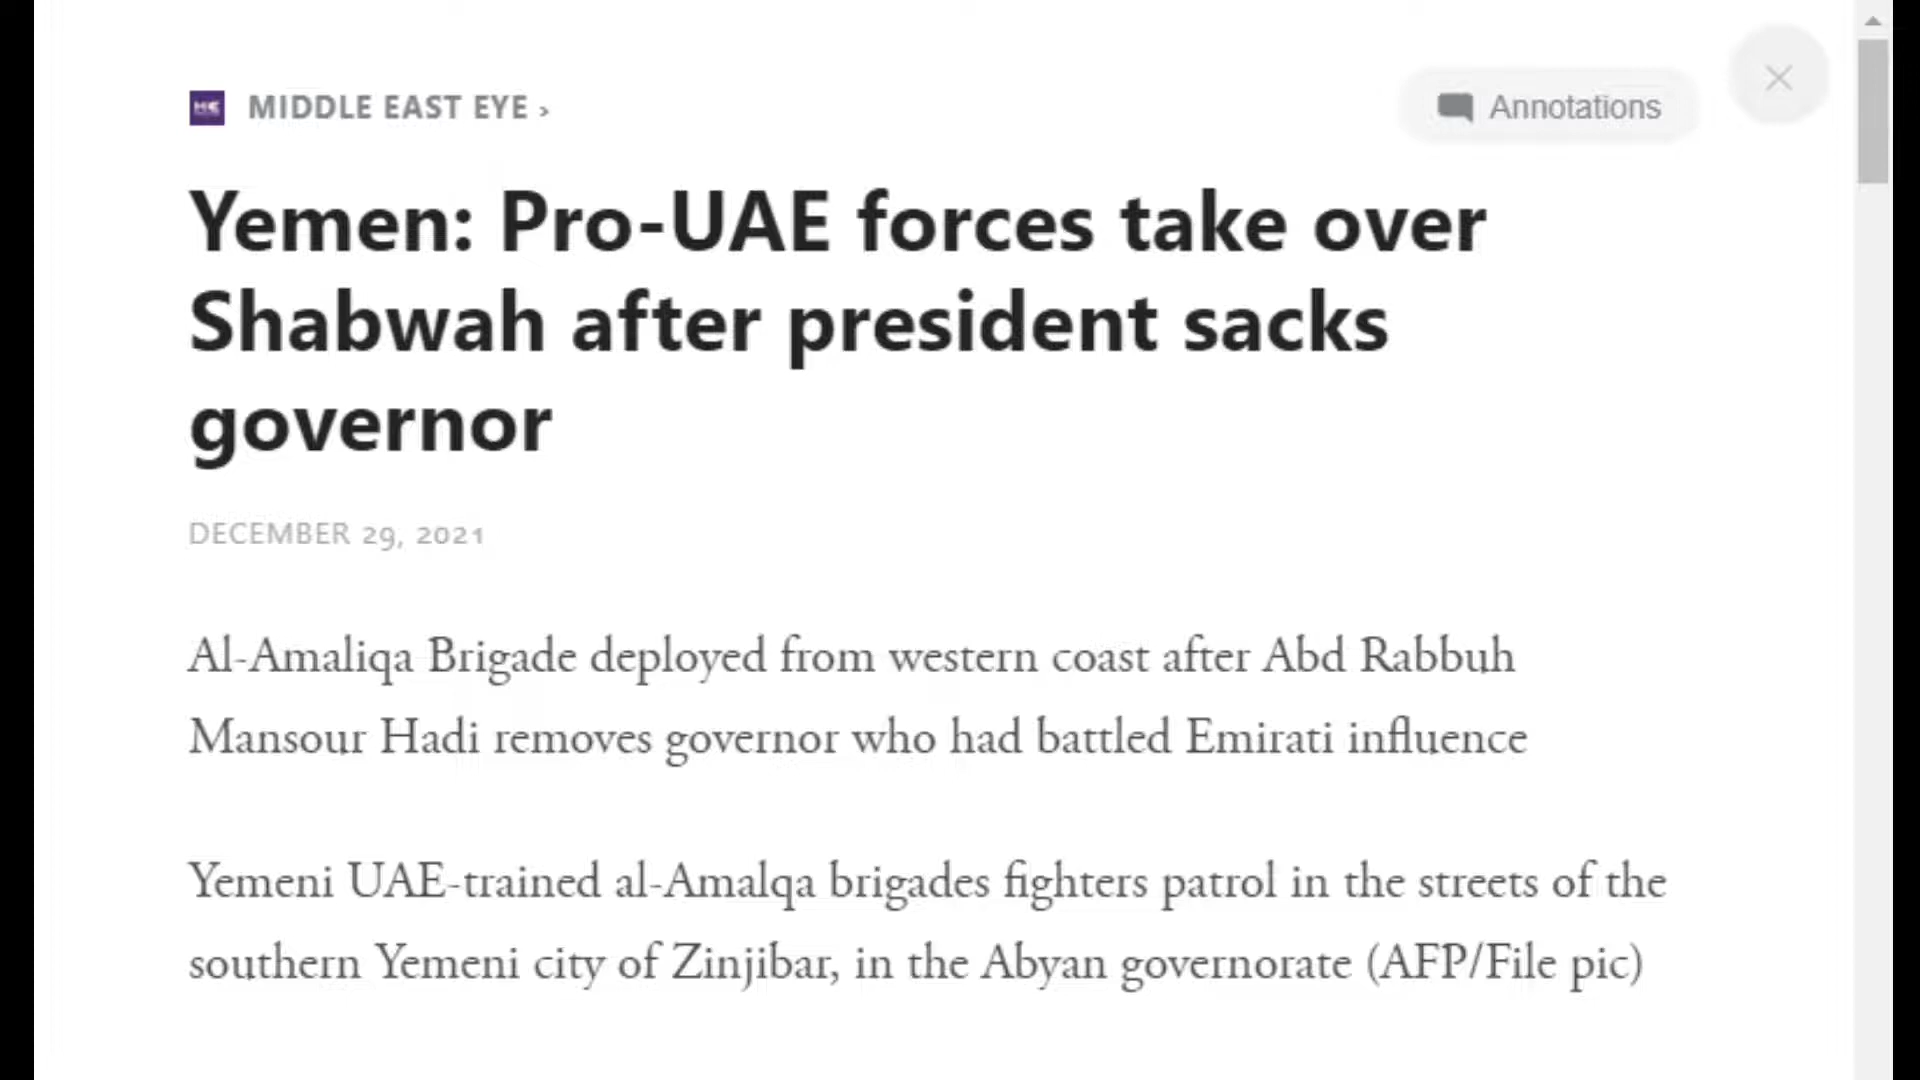 MIDDLE EAST EYE ›
Annotations
Yemen: Pro-UAE forces take over
Shabwah after president sacks
governor
DECEMBER 29, 2021
Al-Amaliqa Brigade deployed from western coast after Abd Rabbuh
Mansour Hadi removes governor who had battled Emirati influence
Yemeni UAE-trained al-Amalqa brigades fighters patrol in the streets of the
southern Yemeni city of Zinjibar, in the Abyan governorate (AFP/File pic)